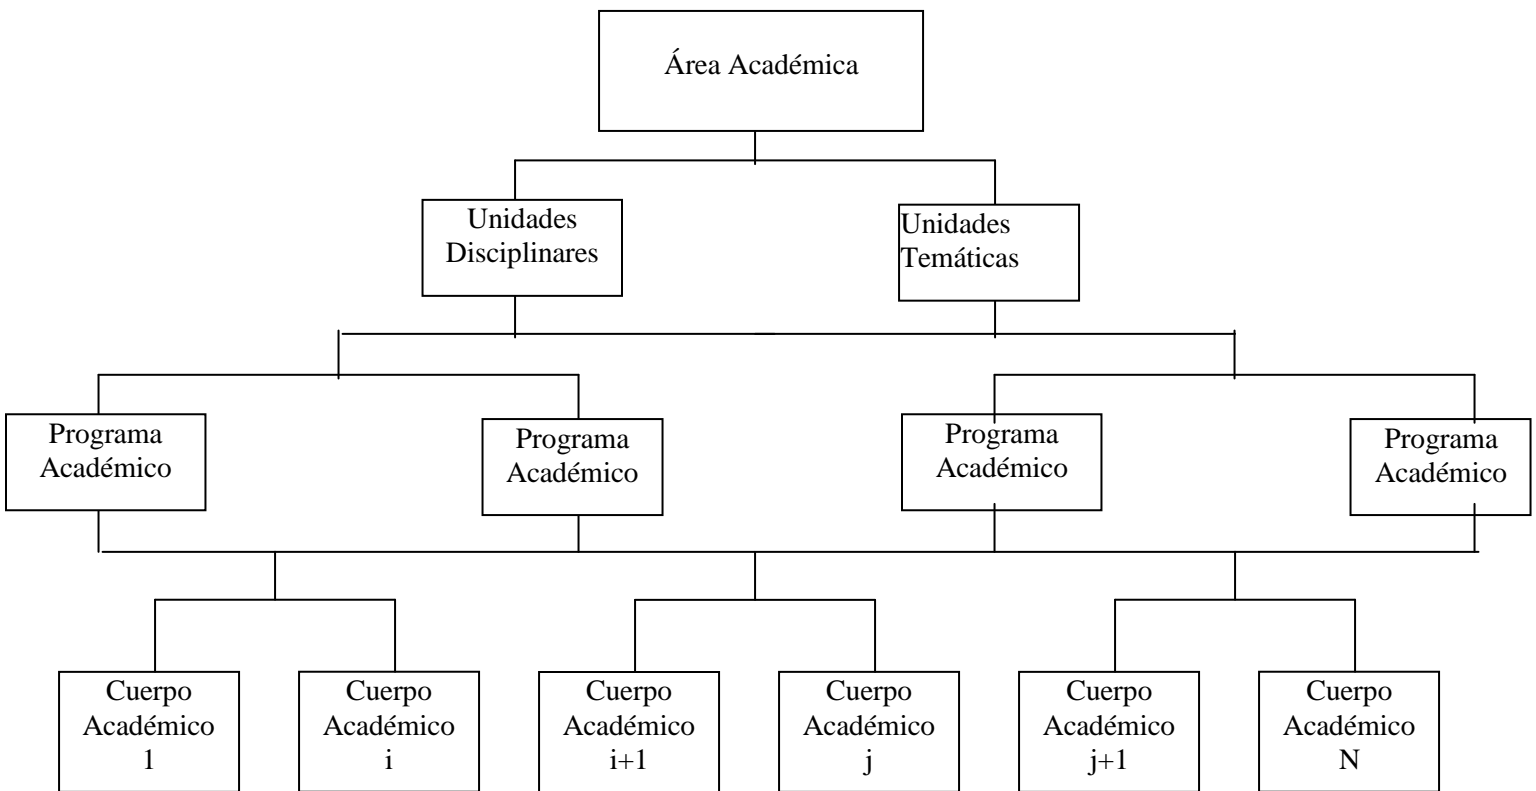 Área Académica
Unidades
Disciplinares
Unidades
Temáticas
Programa
Académico
Programa
Académico
Programa
Académico
Programa
Académico
Cuerpo
Académico
1
Cuerpo
Académico
i
Cuerpo
Académico
i+1
Cuerpo
Académico
j
Cuerpo
Académico
j+1
Cuerpo
Académico
N